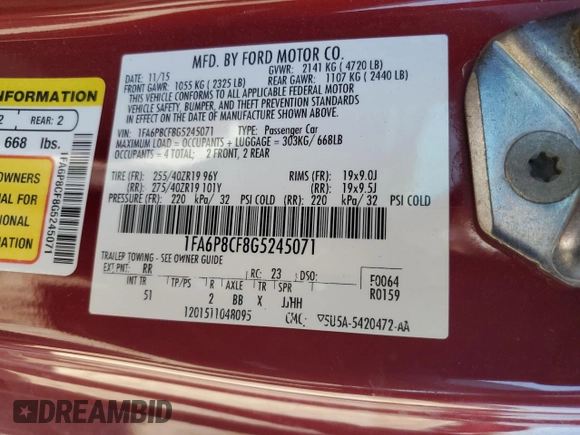 MFD. BY FORD MOTOR CO.
DATE: 11/15
GVWR: 2141 KG ( 4720 LB)
FRONT GAWR: 1055 KG ( 2325 LB)
REAR GAWR: 1107 KG ( 2440 LB)
THIS VEHICLE CONFORMS TO ALL APPLICABLE FEDERAL MOTOR
VEHICLE SAFETY, BUMPER, AND THEFT PREVENTION STANDARDS
IN EFFECT ON THE DATE OF MANUFACTURE SHOWN ABOVE.
VIN: 1FA6P8CF8G5245071 TYPE: Passenger Car
MAXIMUM LOAD = OCCUPANTS + LUGGAGE = 303KG/ 668LB
OCCUPANTS = 4 TOTAL; 2 FRONT, 2 REAR
TIRE (FR): 255/40ZR19 96Y RIMS (FR): 19x9.0J
(RR): 275/40ZR19 101Y (RR): 19x9.5J
PRESSURE (FR): 220 kPa/ 32 PSI COLD (RR): 220 kPa/ 32 PSI COLD
1FA6P8CF8G5245071
TRAILER TOWING - SEE OWNER GUIDE
EXT PNT: RR RC: 23 DSO: F0064
INT TR TP/PS R AXLE TR SPR R0159
51 2 BB X JJHH
1201511048095
5U5A-5420472-AA
INFORMATION
2 REAR: 2
668 lbs.
OWNERS
FOR
IONAL
ATION
1FA6P8CF8G5245071
DREAMBID